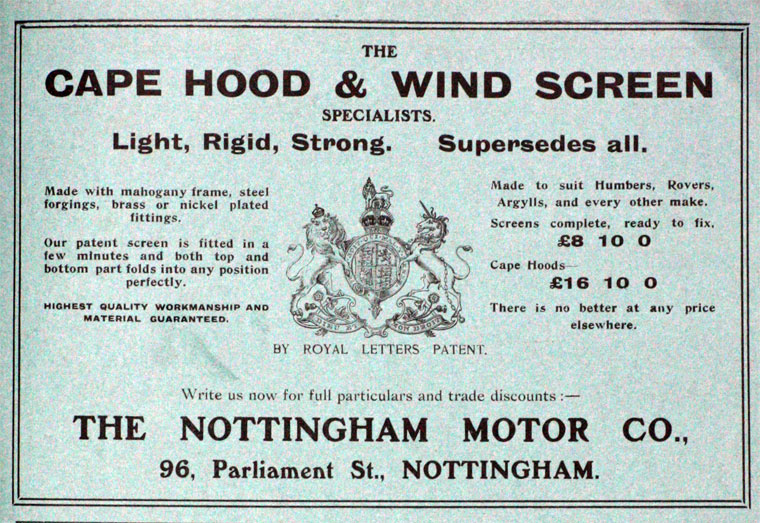 THE
CAPE HOOD & WIND SCREEN
SPECIALISTS.
Light, Rigid, Strong. Supersedes all.
Made with mahogany frame, steel
forgings, brass or nickel plated
fittings.
Our patent screen is fitted in a
few minutes and both top and
bottom part folds into any position
perfectly.
HIGHEST QUALITY WORKMANSHIP AND
MATERIAL GUARANTEED.
Made to suit Humbers, Rovers,
Argylls, and every other make.
Screens complete, ready to fix,
£8 10 0
Cape Hoods—
£16 10 0
There is no better at any price
elsewhere.
BY ROYAL LETTERS PATENT.
Write us now for full particulars and trade discounts :—
THE NOTTINGHAM MOTOR CO.,
96, Parliament St., NOTTINGHAM.